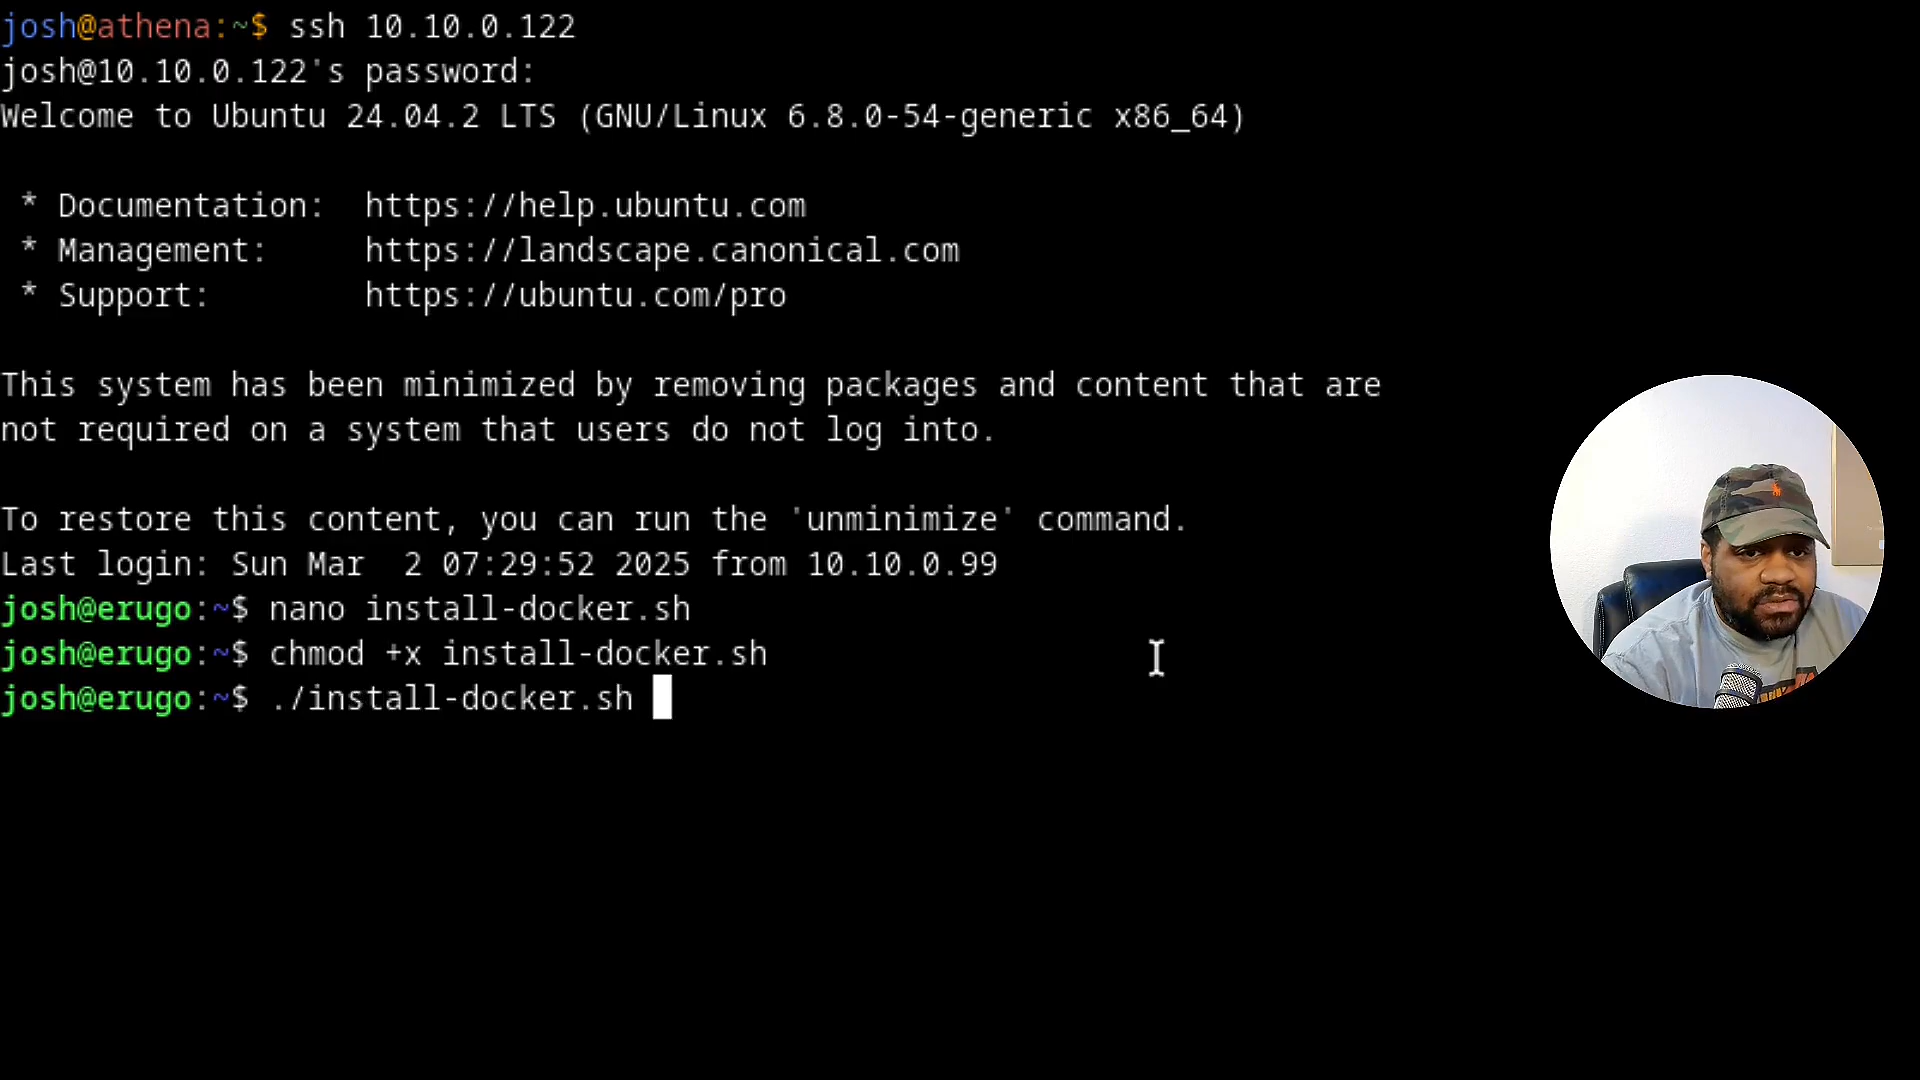 josh@athena:~$ ssh 10.10.0.122
josh@10.10.0.122's password:
Welcome to Ubuntu 24.04.2 LTS (GNU/Linux 6.8.0-54-generic x86_64)
* Documentation:  https://help.ubuntu.com
* Management:     https://landscape.canonical.com
* Support:        https://ubuntu.com/pro
This system has been minimized by removing packages and content that are
not required on a system that users do not log into.
To restore this content, you can run the 'unminimize' command.
Last login: Sun Mar  2 07:29:52 2025 from 10.10.0.99
josh@erugo:~$ nano install-docker.sh
josh@erugo:~$ chmod +x install-docker.sh
josh@erugo:~$ ./install-docker.sh